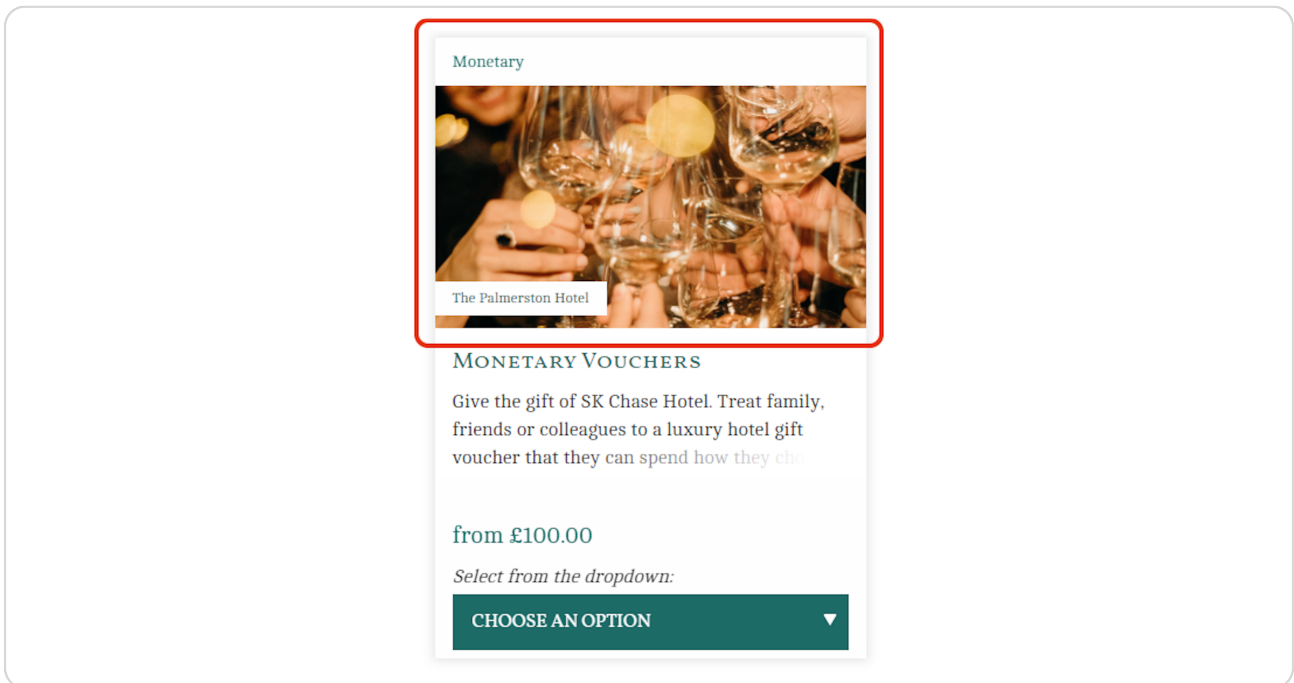 Monetary
The Palmerston Hotel
MONETARY VOUCHERS
Give the gift of SK Chase Hotel. Treat family,
friends or colleagues to a luxury hotel gift
voucher that they can spend how they cho
from £100.00
Select from the dropdown:
CHOOSE AN OPTION